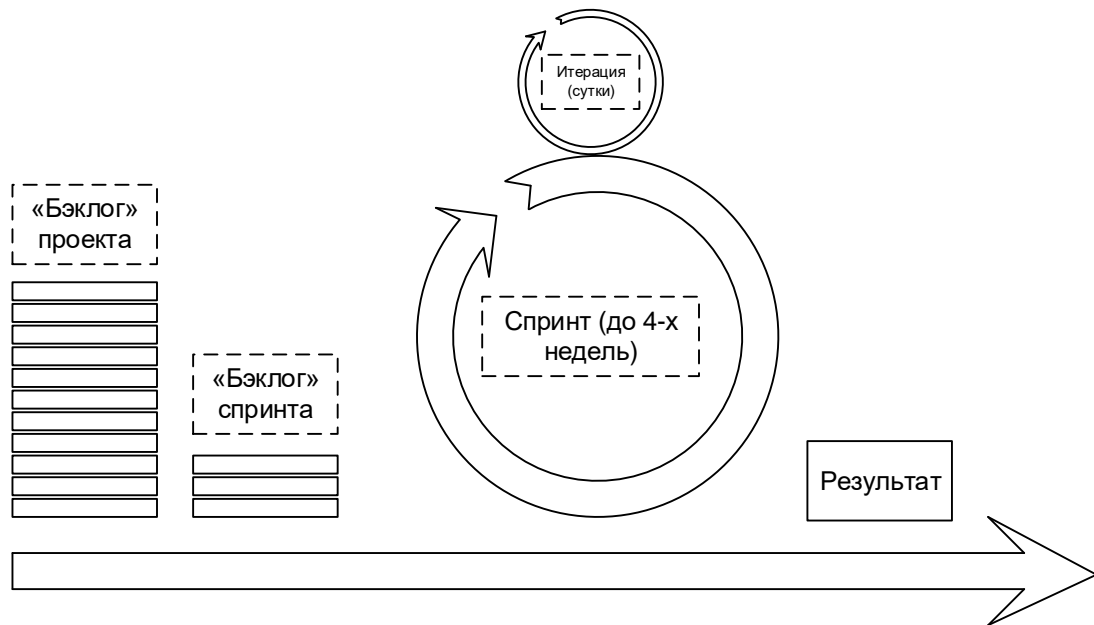 Итерация
(сутки)
«Бэклог»
проекта
Спринт (до 4-х
недель)
«Бэклог»
спринта
Результат